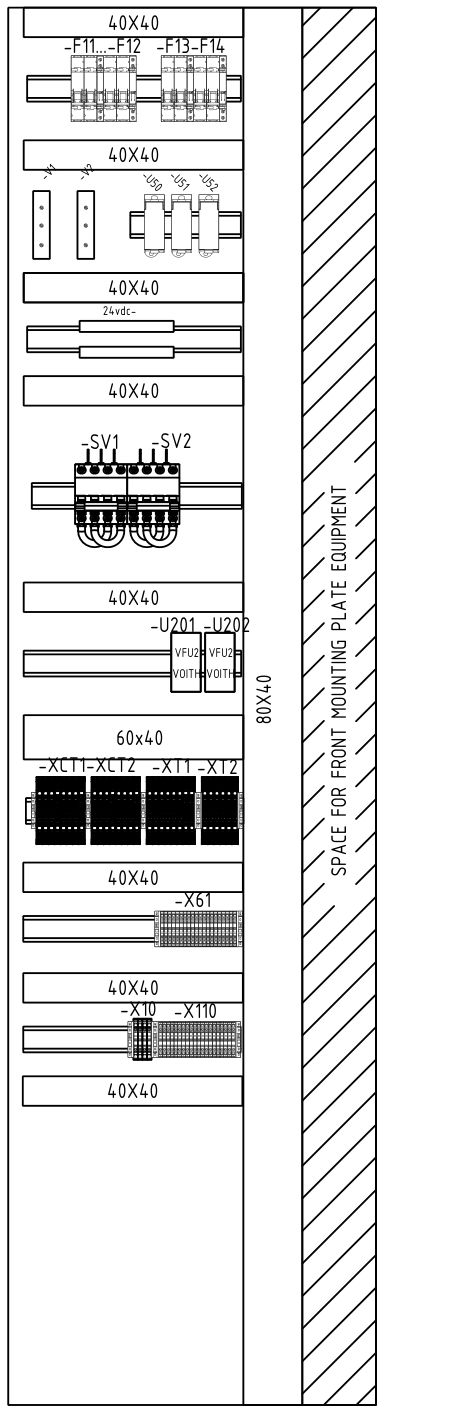 40X40
-F11...-F12 -F13-F14
40X40
-V1 -V2 -U50 -U51 -U52
40X40
24vdc-
40X40
-SV1 -SV2
40X40
-U201 -U202
VFU2 VFU2
VOITH VOITH
80X40
60x40
-XCT1-XCT2 -XT1 -XT2
40X40
-X61
40X40
-X10 -X110
40X40
SPACE FOR FRONT MOUNTING PLATE EQUIPMENT